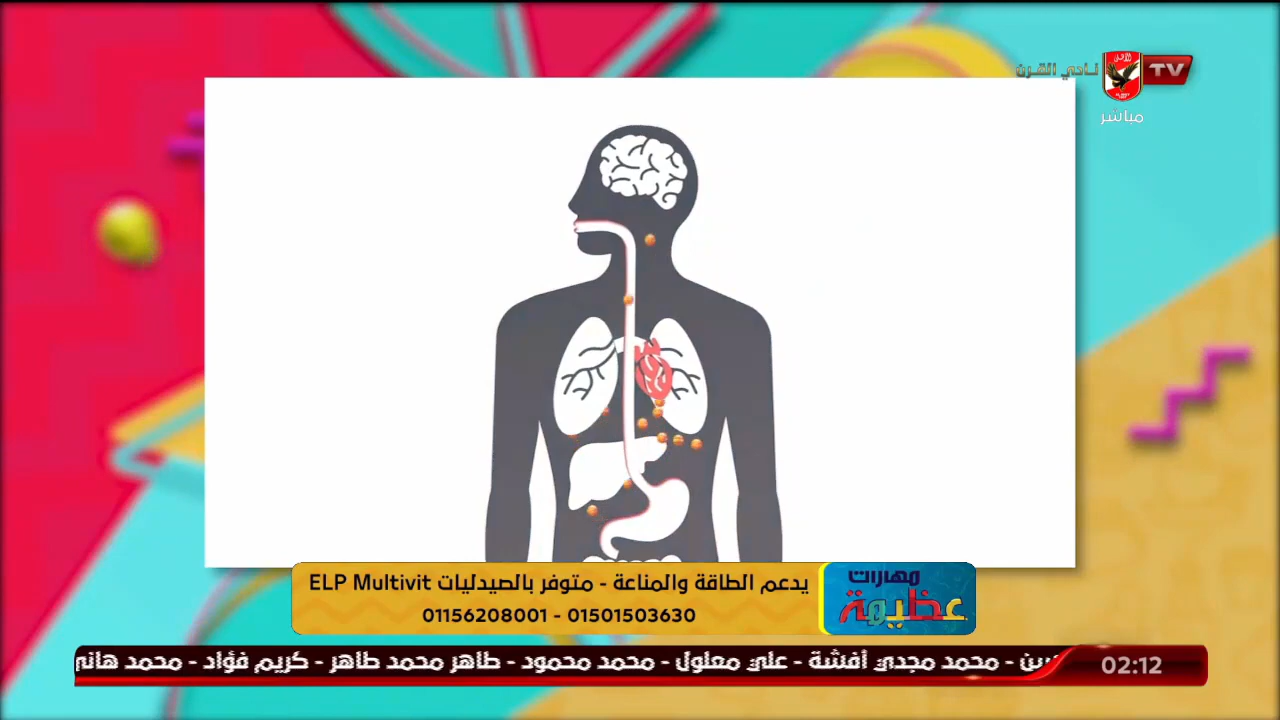 نادي القرن
TV
مباشر
مهارات
عظيمة
يدعم الطاقة والمناعة - متوفر بالصيدليات ELP Multivit
01156208001 - 01501503630
- محمد مجدي أفشة - علي معلول - محمد محمود - طاهر محمد طاهر - كريم فؤاد - محمد هاني
02:12